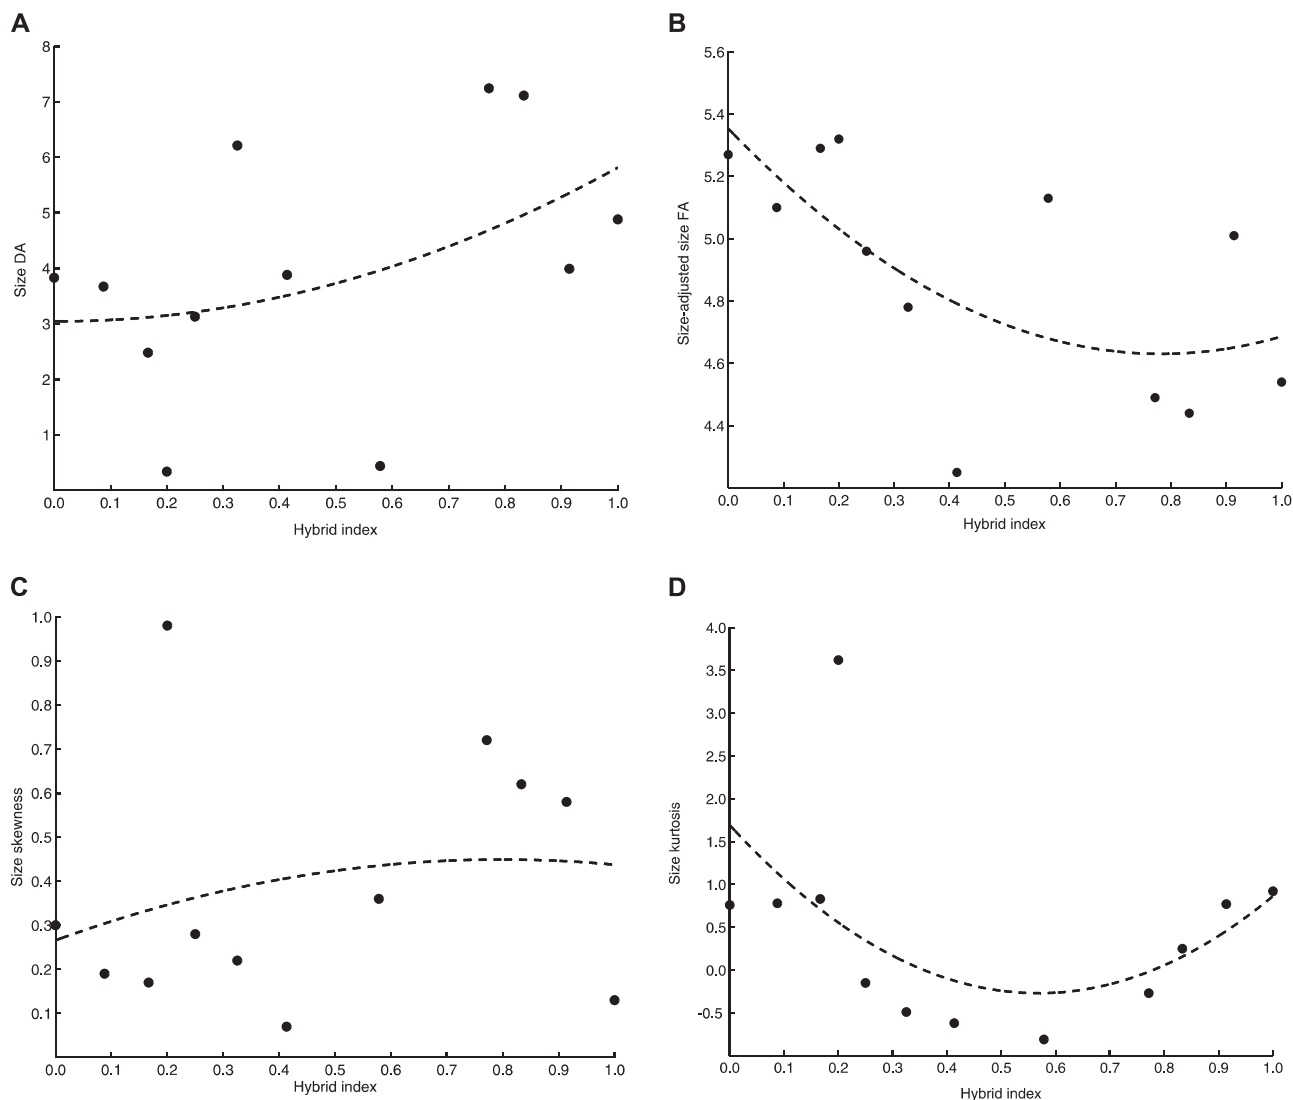 A
8
7
6
5
4
3
2
1
Size DA
0.0 0.1 0.2 0.3 0.4 0.5 0.6 0.7 0.8 0.9 1.0
Hybrid index
B
5.6
5.4
5.2
5.0
4.8
4.6
4.4
Size-adjusted size FA
0.0 0.1 0.2 0.3 0.4 0.5 0.6 0.7 0.8 0.9 1.0
Hybrid index
C
1.0
0.9
0.8
0.7
0.6
0.5
0.4
0.3
0.2
0.1
Size skewness
0.0 0.1 0.2 0.3 0.4 0.5 0.6 0.7 0.8 0.9 1.0
Hybrid index
D
4.0
3.5
3.0
2.5
2.0
1.5
1.0
0.5
0.0
-0.5
Size kurtosis
0.0 0.1 0.2 0.3 0.4 0.5 0.6 0.7 0.8 0.9 1.0
Hybrid index